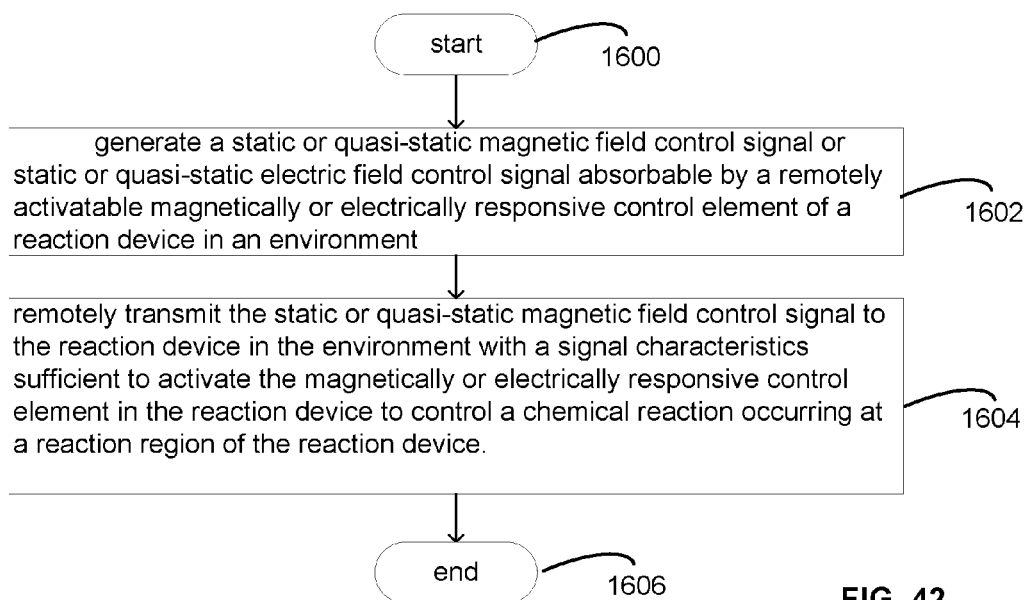 start
1600
generate a static or quasi-static magnetic field control signal or
static or quasi-static electric field control signal absorbable by a remotely
activatable magnetically or electrically responsive control element of a
reaction device in an environment
1602
remotely transmit the static or quasi-static magnetic field control signal to
the reaction device in the environment with a signal characteristics
sufficient to activate the magnetically or electrically responsive control
element in the reaction device to control a chemical reaction occurring at
a reaction region of the reaction device.
1604
end
1606
FIG. 42